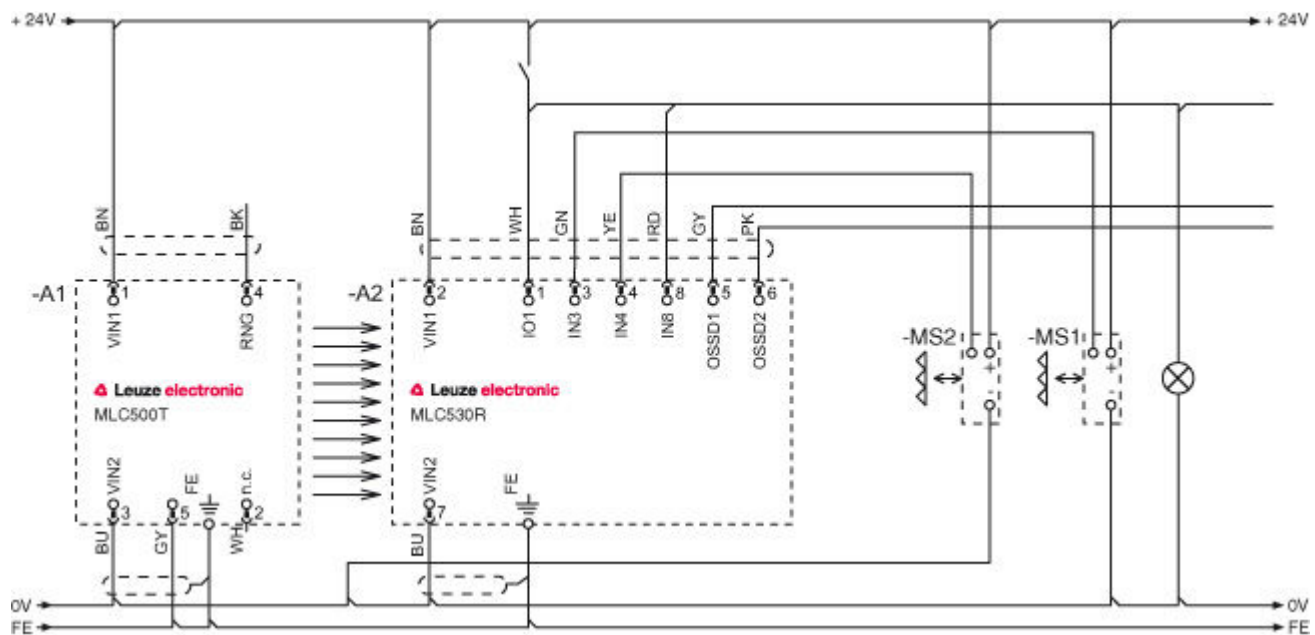 + 24V
+ 24V
BN
BK
BN
WH
GN
YE
RD
GY
PK
-A1
1
4
-A2
2
1
3
4
8
5
6
VIN1
RING
VIN1
IO1
IN3
IN4
IN8
OSSD1
OSSD2
-MS2
-MS1
+
+
-
-
Leuze electronic
MLC500T
Leuze electronic
MLC530R
VIN2
FE
n.c.
VIN2
FE
3
5
2
7
BU
GY
WH
BU
0V
0V
FE
FE